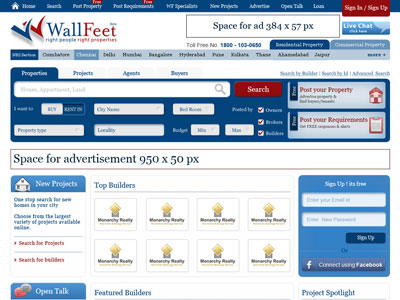 Home Search Post Property Post Requirements WF Specialists New Projects Advertise Open Talk Loan Sign In / Sign Up
WallFeet
right people right properties
Space for ad 384 x 57 px
Live Chat
Toll Free No. 1800 - 103-0650
Residential Property Commercial Property
Coimbatore Chennai Delhi Mumbai Bangalore Hyderabad Pune Kolkata Thane Ahmedabad Jaipur more
Properties Projects Agents Buyers
Search by Builder | Search by Id | Advanced Search
House, Appartment, Land
Search
I want to BUY RENT IN City Name Bed Room Posted by Owners
Brokers
Property type Locality Budget Min Max Builders
Free
Post your Property
Advertise property &
find buyers/tenants
Free
Post your Requirements
Get FREE coupons & alerts
Space for advertisement 950 x 50 px
New Projects
One stop search for new
homes in your city
Choose from the largest
variety of projects available
online.
Search for projects
Search for builders
Top Builders
Monarchy Realty Monarchy Realty Monarchy Realty Monarchy Realty
Monarchy Realty Monarchy Realty Monarchy Realty Monarchy Realty
Sign Up ! its free
Enter your Email id
Enter New Password
Sign Up
Or
Connect using Facebook
Open Talk
Featured Builders
Project Spotlight